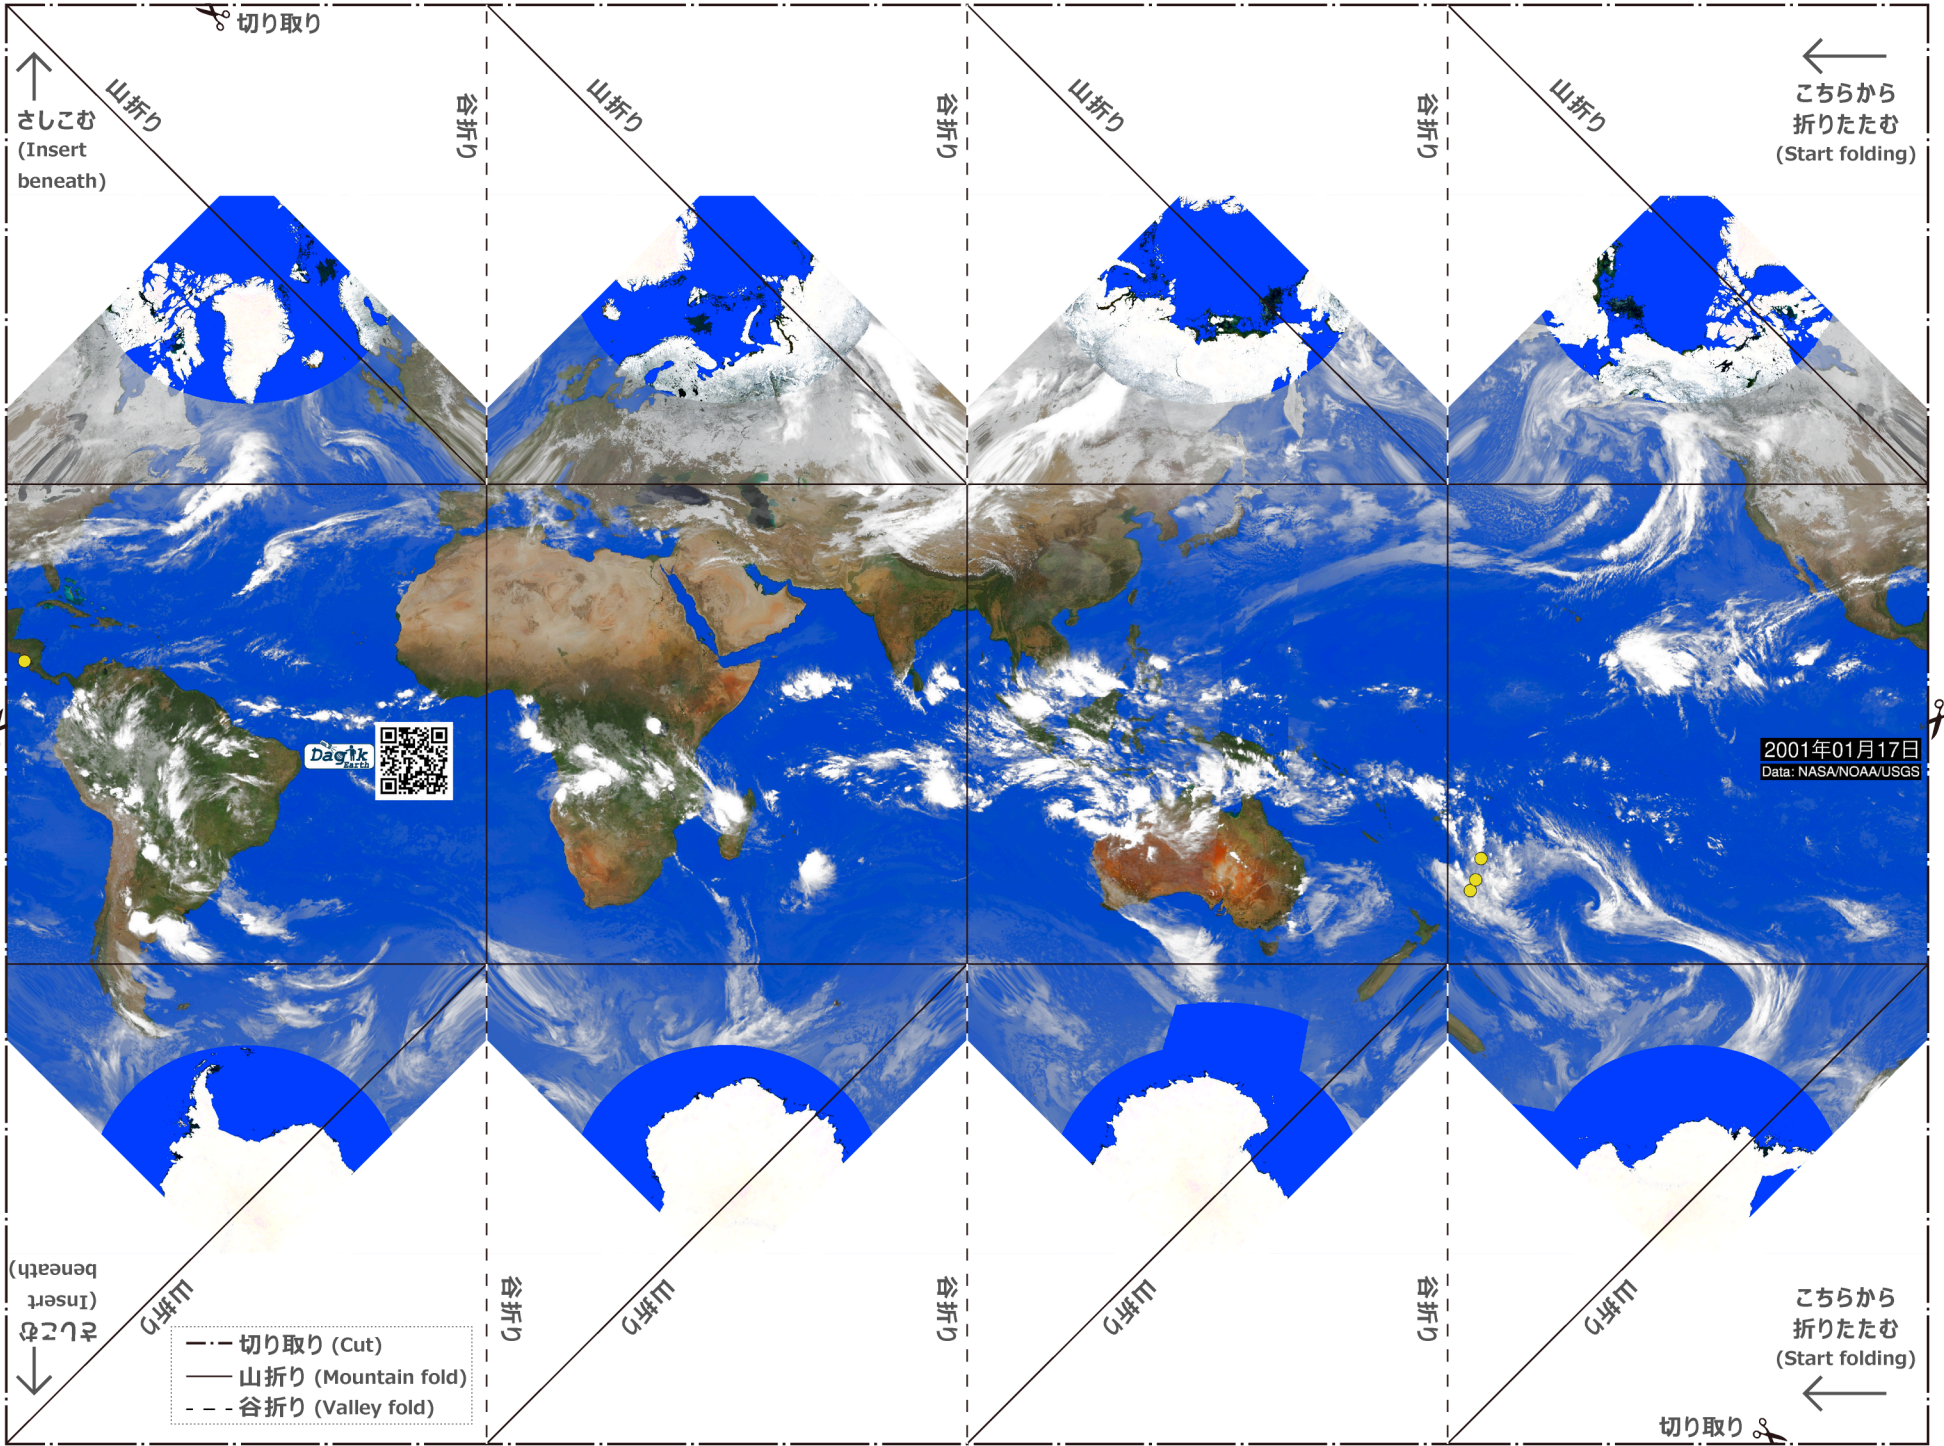 切り取り
さしこむ
(Insert
beneath)
山折り
谷折り
山折り
谷折り
山折り
谷折り
山折り
こちらから
折りたたむ
(Start folding)
Dagik
Earth
2001年01月17日
Data: NASA/NOAA/USGS
さしこむ
(Insert
beneath)
山折り
谷折り
山折り
谷折り
山折り
谷折り
山折り
こちらから
折りたたむ
(Start folding)
切り取り (Cut)
山折り (Mountain fold)
谷折り (Valley fold)
切り取り